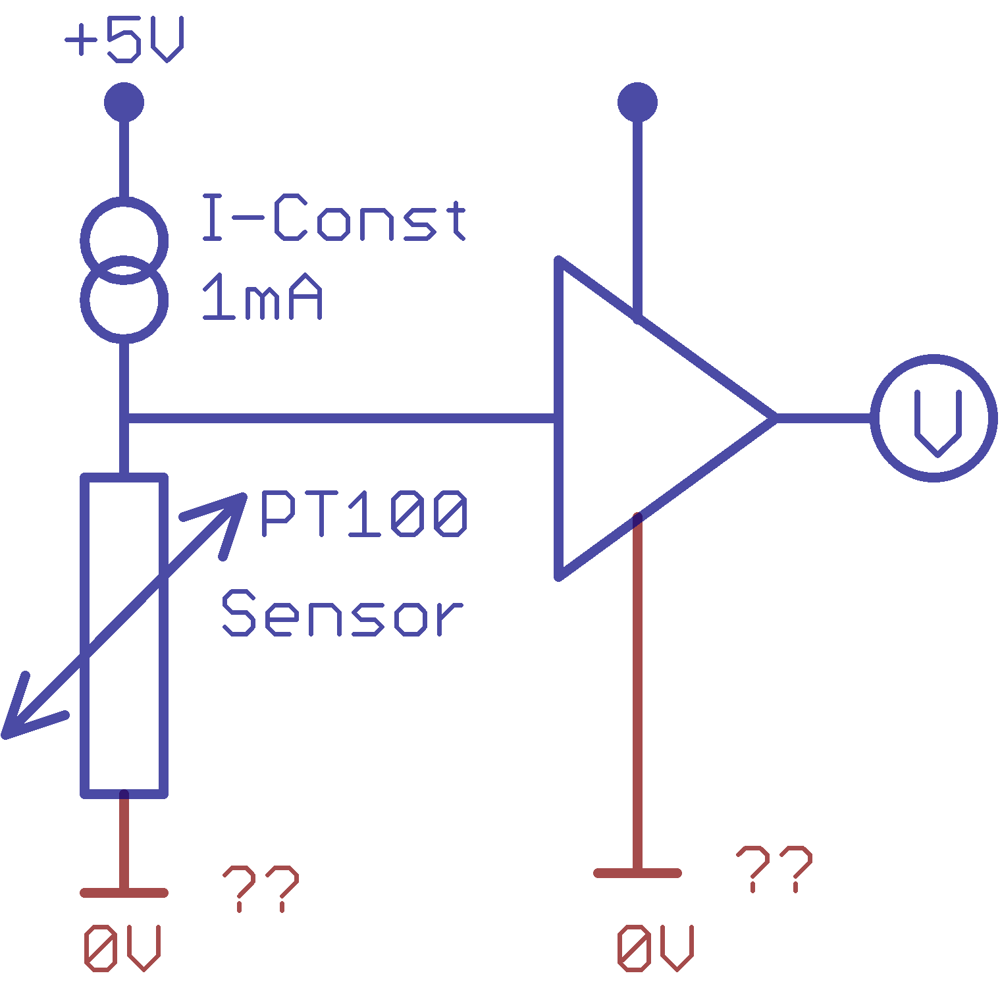 +5V
I-Const
1mA
V
PT100
Sensor
??
??
0V
0V